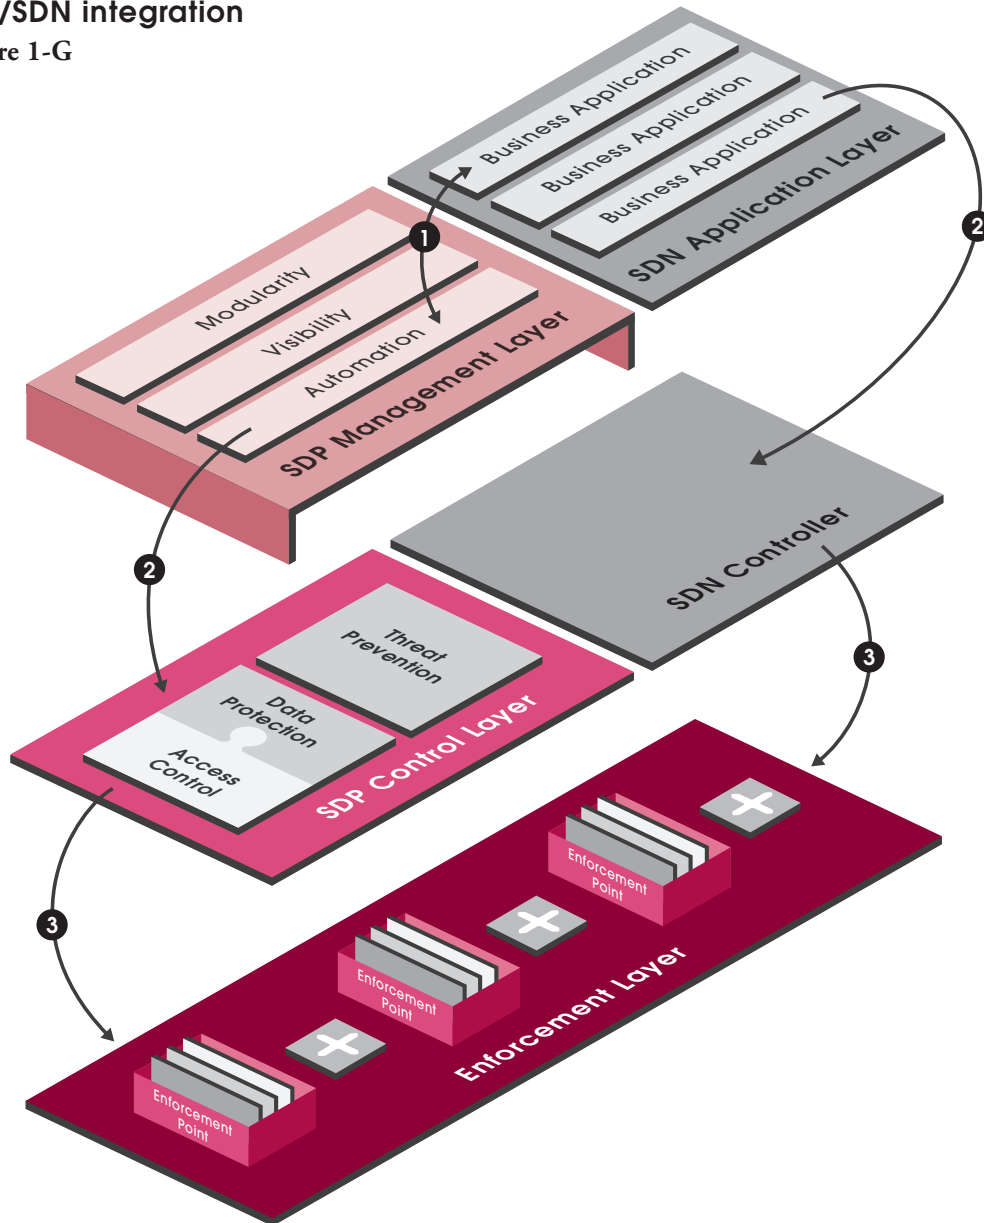 /SDN integration
re 1-G
Business Application
Business Application
Business Application
SDN Application Layer
2
1
Modularity
Visibility
Automation
SDP Management Layer
SDN Controller
2
3
Threat
Prevention
Data
Protection
Access
Control
SDP Control Layer
3
Enforcement
Point
Enforcement
Point
Enforcement
Point
Enforcement Layer